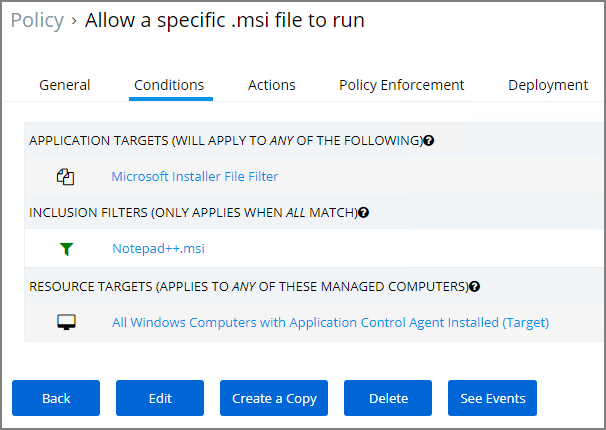 Policy › Allow a specific .msi file to run
General Conditions Actions Policy Enforcement Deployment
APPLICATION TARGETS (WILL APPLY TO ANY OF THE FOLLOWING)?
Microsoft Installer File Filter
INCLUSION FILTERS (ONLY APPLIES WHEN ALL MATCH)?
Notepad++.msi
RESOURCE TARGETS (APPLIES TO ANY OF THESE MANAGED COMPUTERS)?
All Windows Computers with Application Control Agent Installed (Target)
Back Edit Create a Copy Delete See Events